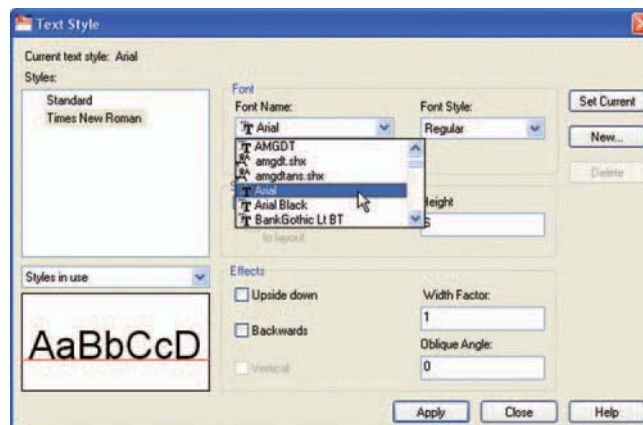 Text Style
Current text style: Arial
Styles:
Standard
Times New Roman
Font
Font Name:
Arial
Font Style:
Regular
AMGDT
amgdt.shx
amgdtans.shx
Arial
Arial Black
BankGothic Lt BT
Height
to layout
Set Current
New...
Delete
Styles in use
AaBbCcD
Effects
Upside down
Backwards
Vertical
Width Factor:
1
Oblique Angle:
0
Apply
Close
Help